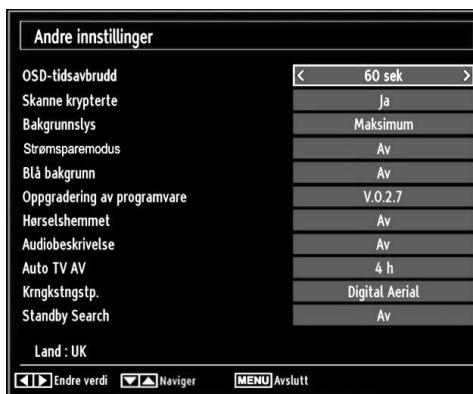 Andre innstillinger
OSD-tidsavbrudd < 60 sek >
Skanne krypterte Ja
Bakgrunnslys Maksimum
Strømsparemodus Av
Blå bakgrunn Av
Oppgradering av programvare V.0.2.7
Hørselshemmet Av
Audiobeskrivelse Av
Auto TV AV 4 h
Krngkstngstp. Digital Aerial
Standby Search Av
Land : UK
Endre verdi Naviger MENU Avslutt